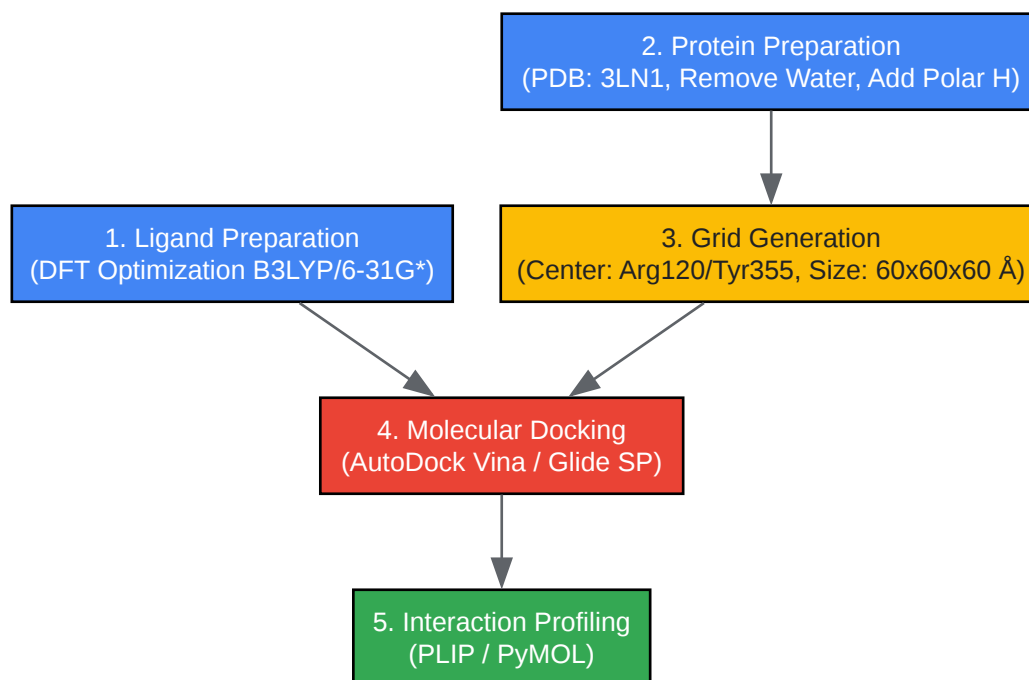 2. Protein Preparation
(PDB: 3LN1, Remove Water, Add Polar H)
1. Ligand Preparation
(DFT Optimization B3LYP/6-31G*)
3. Grid Generation
(Center: Arg120/Tyr355, Size: 60x60x60 Å)
4. Molecular Docking
(AutoDock Vina / Glide SP)
5. Interaction Profiling
(PLIP / PyMOL)